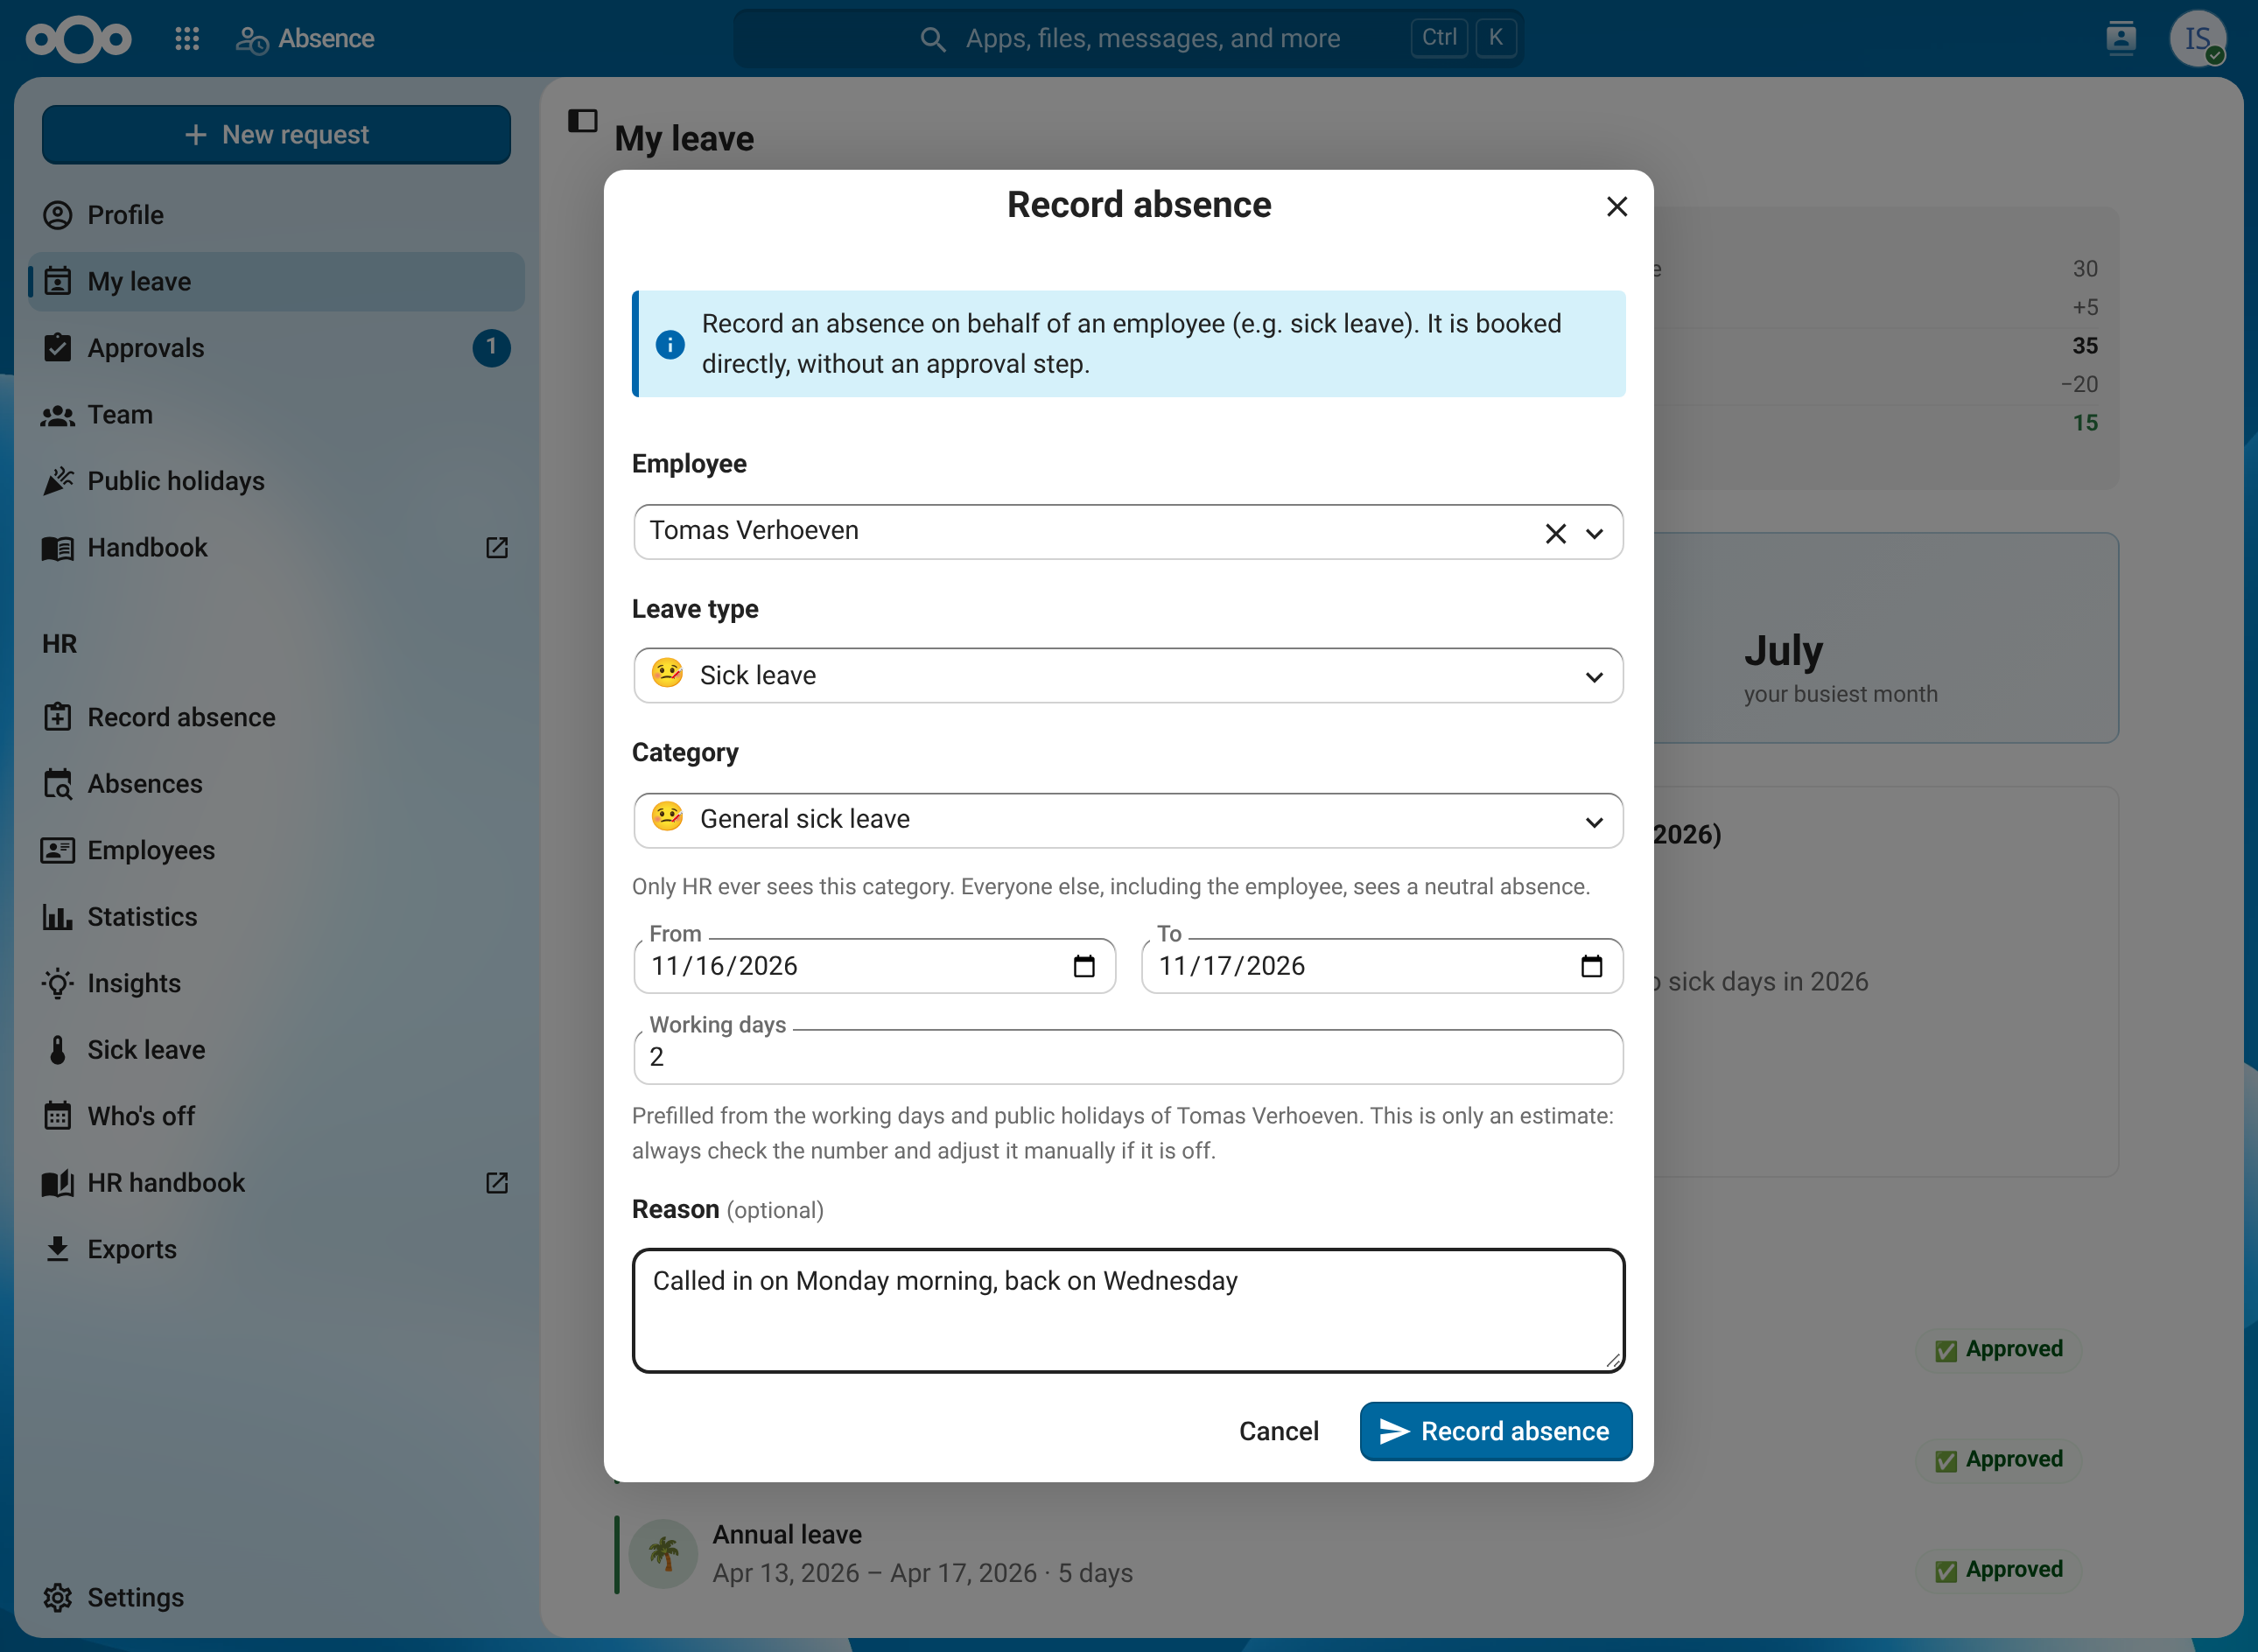 Absence
Apps, files, messages, and more
Ctrl K
IS
New request
Profile
My leave
Approvals
1
Team
Public holidays
Handbook
HR
Record absence
Absences
Employees
Statistics
Insights
Sick leave
Who's off
HR handbook
Exports
Settings
My leave
30
+5
35
−20
15
July
your busiest month
2026)
sick days in 2026
Approved
Approved
Annual leave
Apr 13, 2026 – Apr 17, 2026 · 5 days
Approved
Record absence
Record an absence on behalf of an employee (e.g. sick leave). It is booked
directly, without an approval step.
Employee
Tomas Verhoeven
Leave type
Sick leave
Category
General sick leave
Only HR ever sees this category. Everyone else, including the employee, sees a neutral absence.
From
11/16/2026
To
11/17/2026
Working days
2
Prefilled from the working days and public holidays of Tomas Verhoeven. This is only an estimate:
always check the number and adjust it manually if it is off.
Reason (optional)
Called in on Monday morning, back on Wednesday
Cancel
Record absence